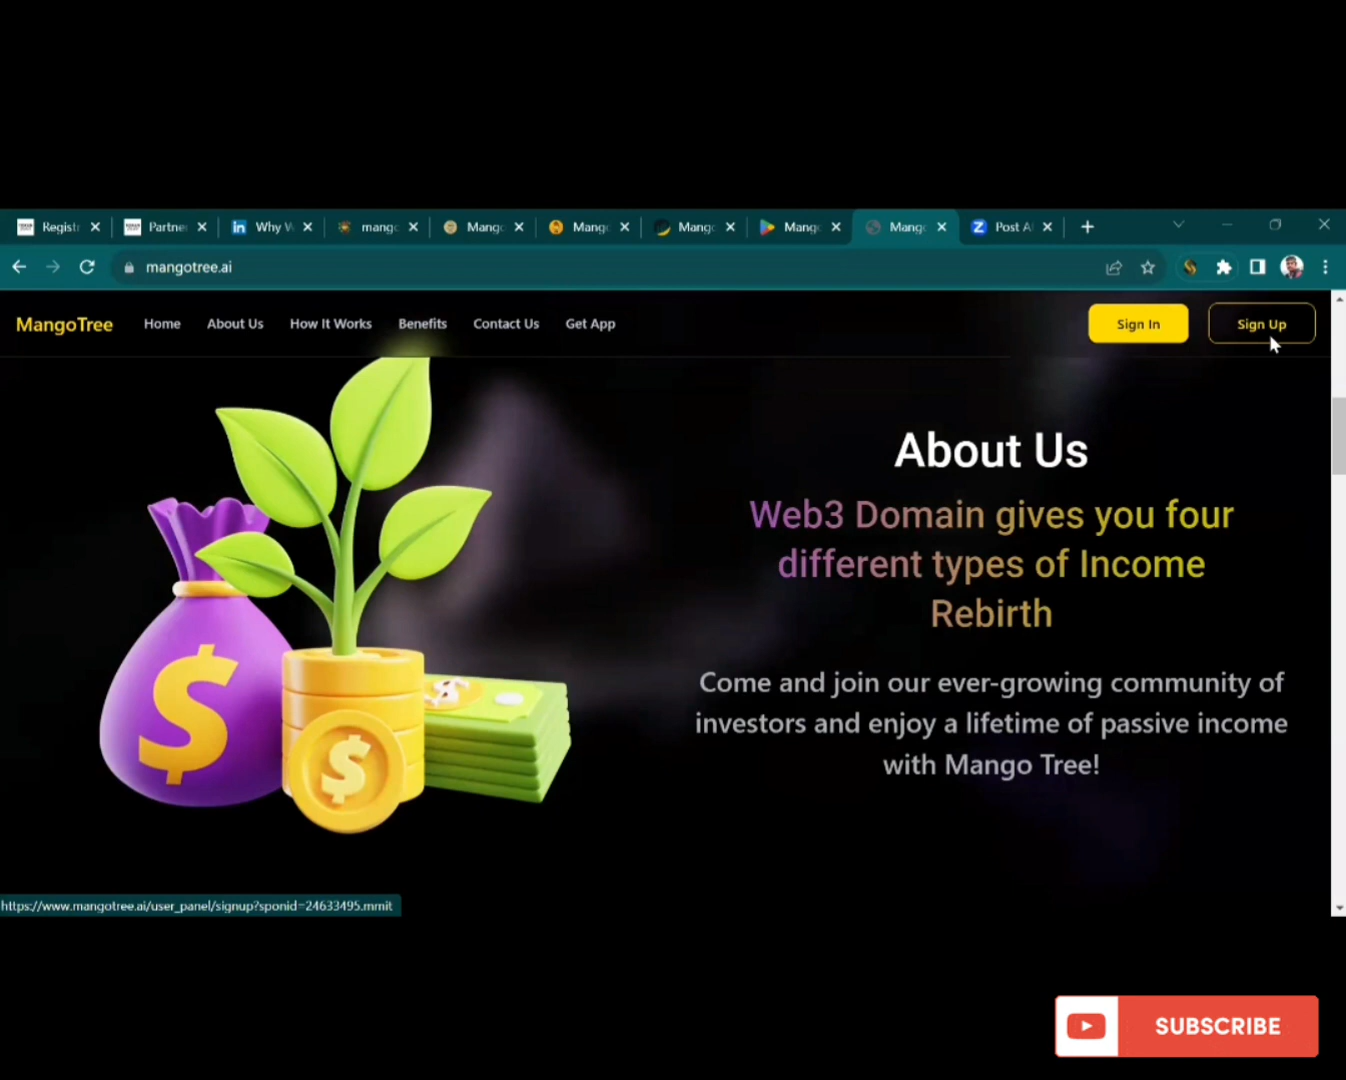 Regist
Partne
Why W
mang
Mang
Mang
Mang
Mang
Mang
Post A
mangotree.ai
MangoTree
Home
About Us
How It Works
Benefits
Contact Us
Get App
Sign In
Sign Up
About Us
Web3 Domain gives you four
different types of Income
Rebirth
Come and join our ever-growing community of
investors and enjoy a lifetime of passive income
with Mango Tree!
https://www.mangotree.ai/user_panel/signup?sponid=24633495.mmit
SUBSCRIBE